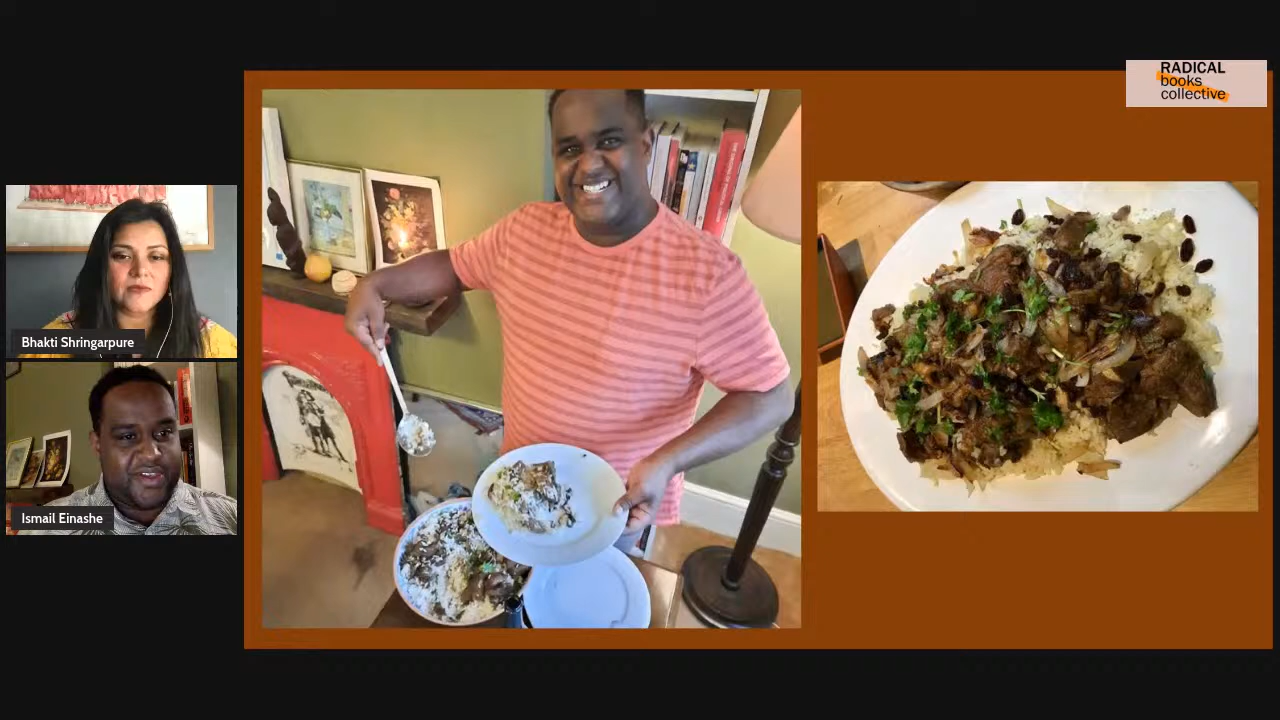 RADICAL
books
collective
Bhakti Shringarpure
Ismail Einashe